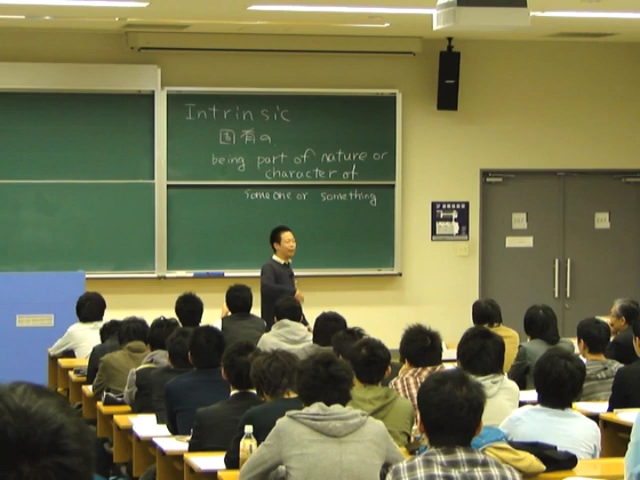 Intrinsic
固有の
being part of nature or
character of
someone or something